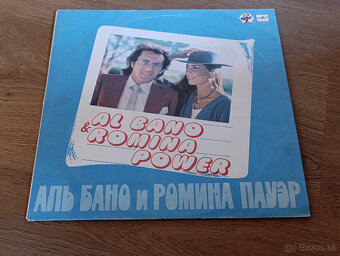 AL BANO
& ROMINA
POWER
АЛЬ БАНО и РОМИНА ПАУЭР
Bazos.sk